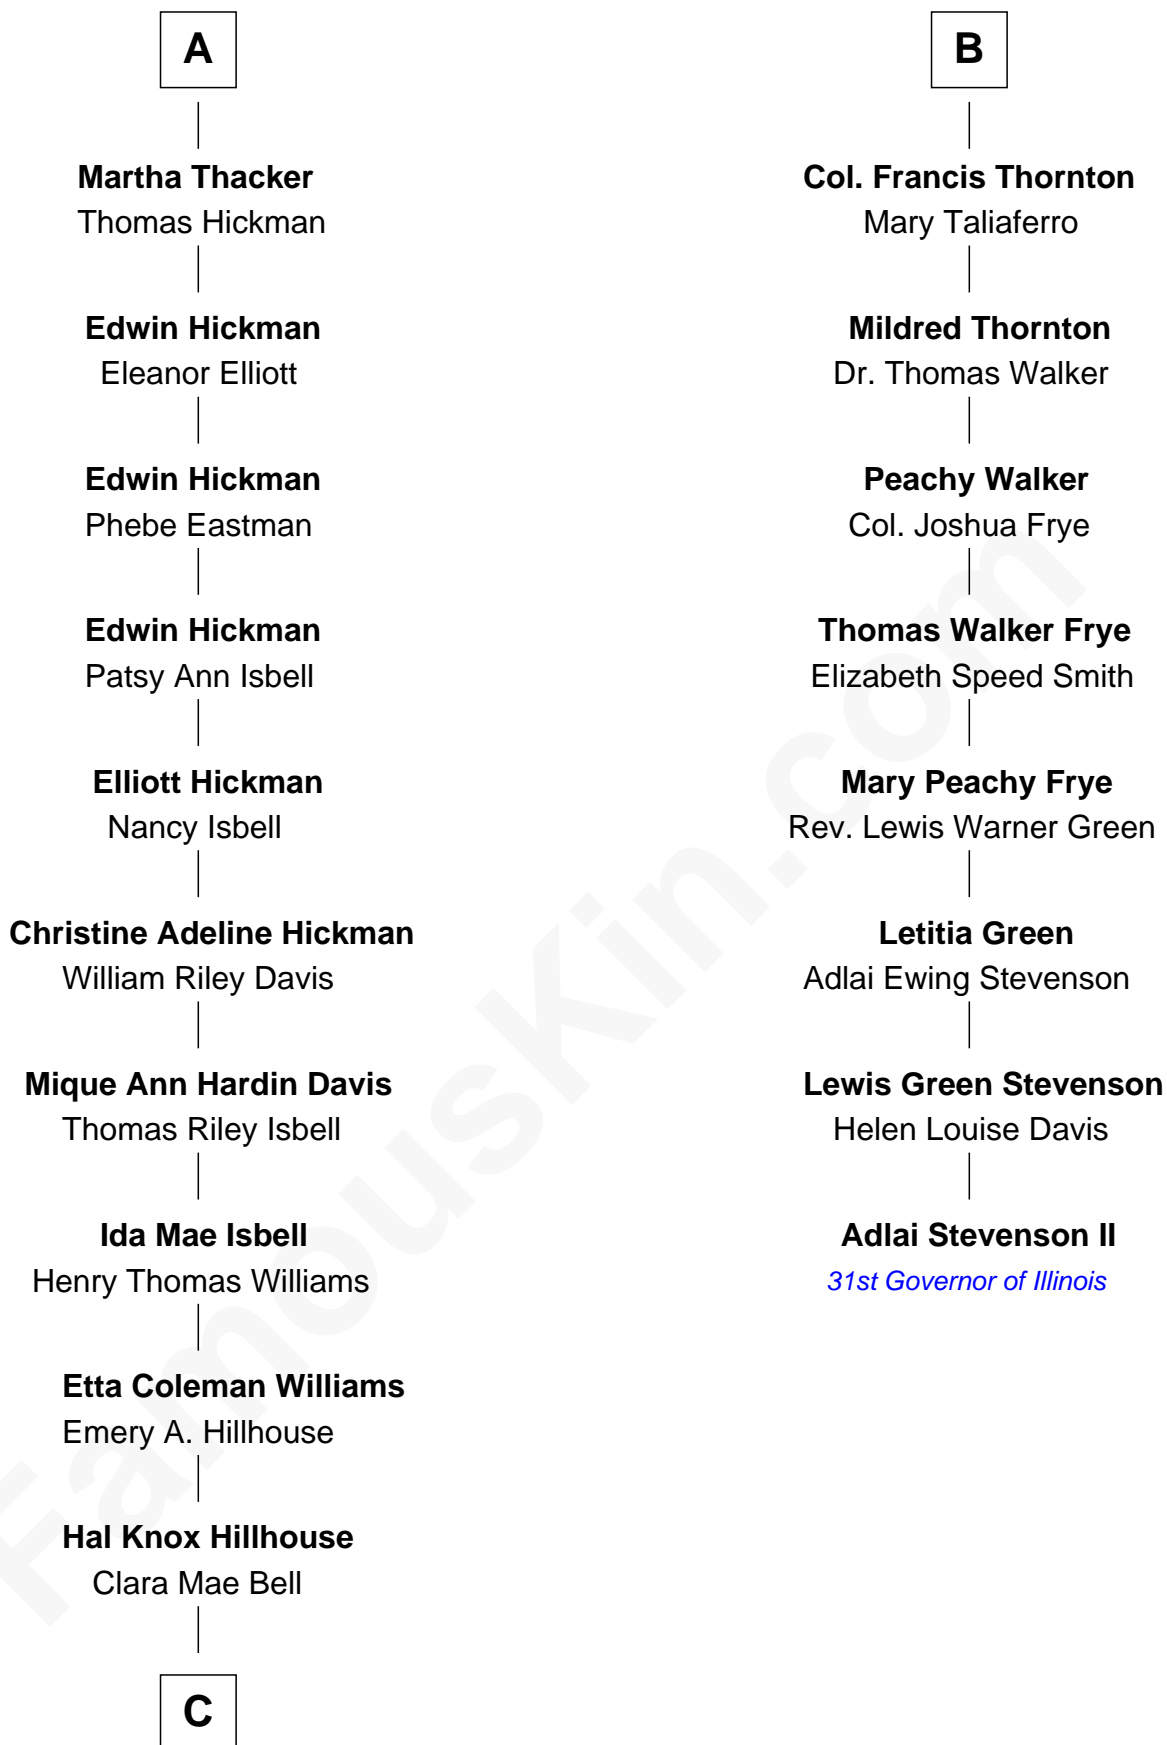 A
Martha Thacker
Thomas Hickman
Edwin Hickman
Eleanor Elliott
Edwin Hickman
Phebe Eastman
Edwin Hickman
Patsy Ann Isbell
Elliott Hickman
Nancy Isbell
Christine Adeline Hickman
William Riley Davis
Mique Ann Hardin Davis
Thomas Riley Isbell
Ida Mae Isbell
Henry Thomas Williams
Etta Coleman Williams
Emery A. Hillhouse
Hal Knox Hillhouse
Clara Mae Bell
C
B
Col. Francis Thornton
Mary Taliaferro
Mildred Thornton
Dr. Thomas Walker
Peachy Walker
Col. Joshua Frye
Thomas Walker Frye
Elizabeth Speed Smith
Mary Peachy Frye
Rev. Lewis Warner Green
Letitia Green
Adlai Ewing Stevenson
Lewis Green Stevenson
Helen Louise Davis
Adlai Stevenson II
31st Governor of Illinois
FamousKin.com